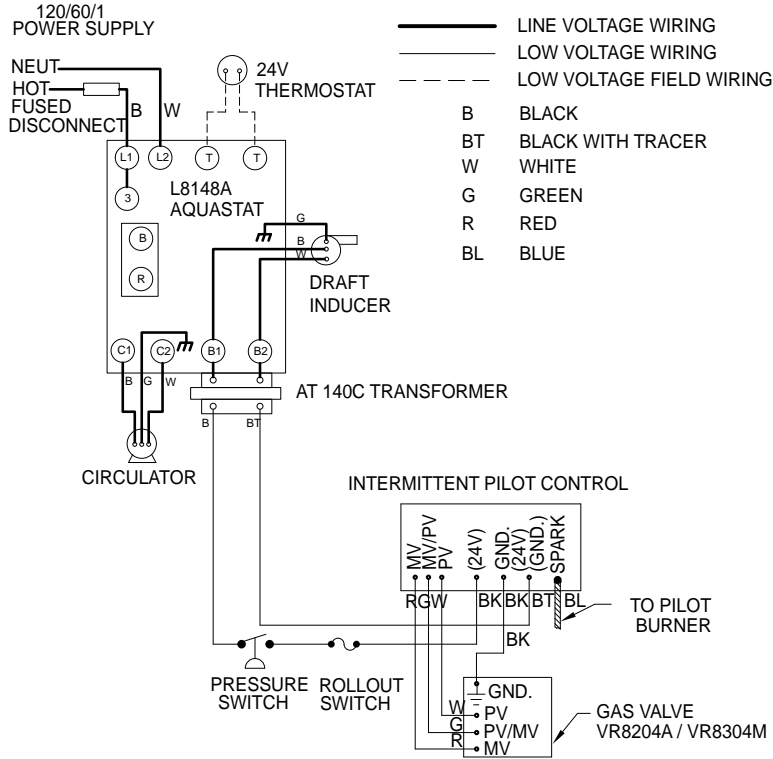 120/60/1
POWER SUPPLY
NEUT
HOT
FUSED
DISCONNECT
B
W
24V
THERMOSTAT
LINE VOLTAGE WIRING
LOW VOLTAGE WIRING
LOW VOLTAGE FIELD WIRING
B BLACK
BT BLACK WITH TRACER
W WHITE
G GREEN
R RED
BL BLUE
L1
L2
T
T
3
L8148A
AQUASTAT
B
R
G
B
W
DRAFT
INDUCER
C1
C2
B1
B2
B
G
W
AT 140C TRANSFORMER
B
BT
CIRCULATOR
INTERMITTENT PILOT CONTROL
MV
MV/PV
PV
(24V)
GND.
(24V)
(GND.)
SPARK
R
G
W
BK
BK
BT
BL
TO PILOT
BURNER
BK
PRESSURE
SWITCH
ROLLOUT
SWITCH
GND.
W
PV
G
PV/MV
R
MV
GAS VALVE
VR8204A / VR8304M